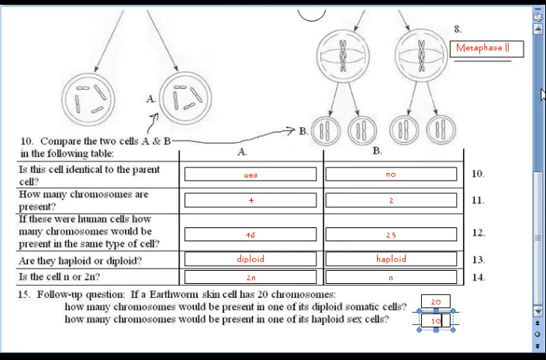 8.
Metaphase II
A.
B.
10. Compare the two cells A & B
in the following table:
A. B.
Is this cell identical to the parent
cell? yes no 10.
How many chromosomes are
present? 4 2 11.
If these were human cells how
many chromosomes would be
present in the same type of cell? 46 23 12.
Are they haploid or diploid? diploid haploid 13.
Is the cell n or 2n? 2n n 14.
15. Follow-up question: If a Earthworm skin cell has 20 chromosomes:
how many chromosomes would be present in one of its diploid somatic cells? 20
how many chromosomes would be present in one of its haploid sex cells? 10